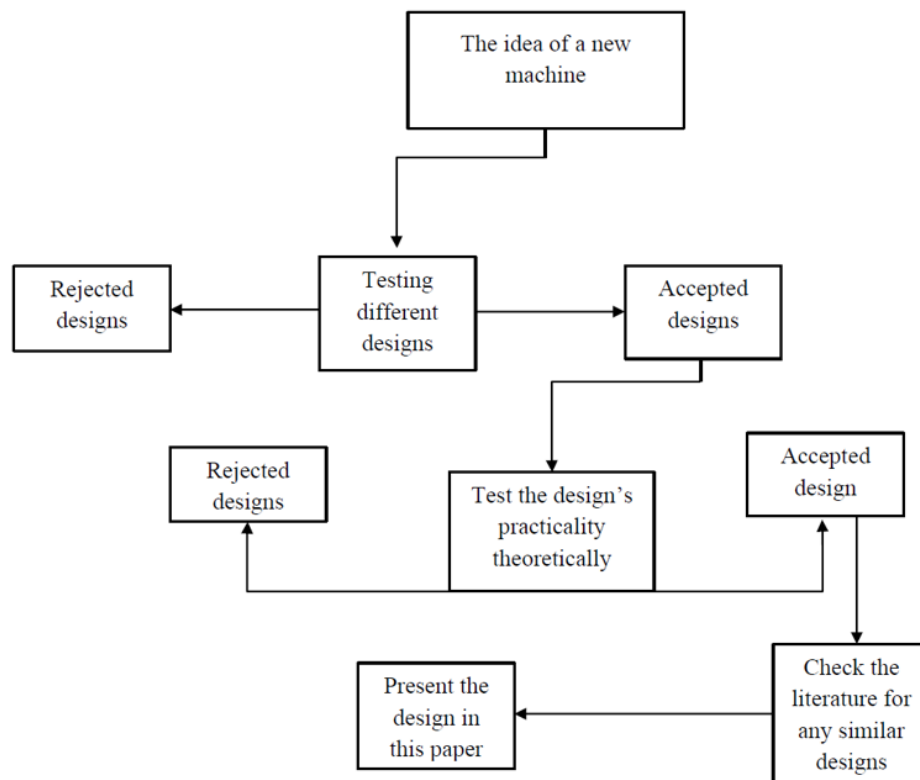 The idea of a new
machine
Rejected
designs
Testing
different
designs
Accepted
designs
Rejected
designs
Test the design’s
practicality
theoretically
Accepted
design
Present the
design in
this paper
Check the
literature for
any similar
designs